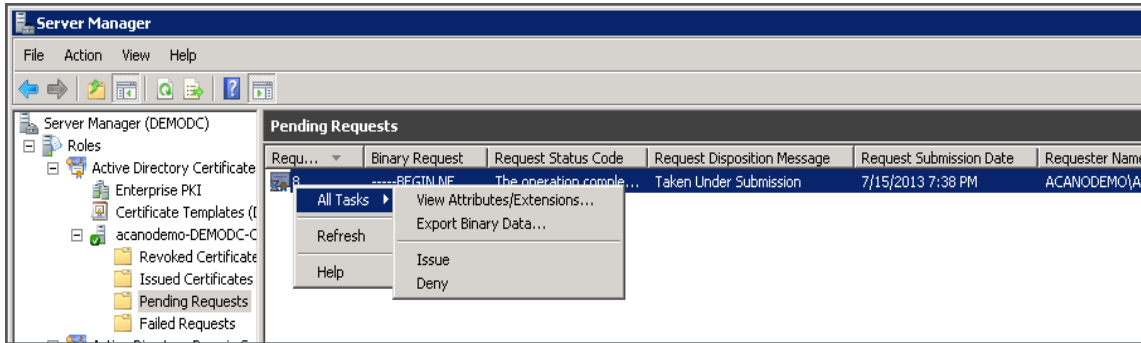 Server Manager
File Action View Help
Server Manager (DEMODC)
Roles
Active Directory Certificate
Enterprise PKI
Certificate Templates (
acanodemo-DEMODC-C
Revoked Certificate
Issued Certificates
Pending Requests
Failed Requests
Pending Requests
Requ... Binary Request Request Status Code Request Disposition Message Request Submission Date Requester Name
8 -----BEGIN NE... The operation comple... Taken Under Submission 7/15/2013 7:38 PM ACANODEMO\A
All Tasks
Refresh
Help
View Attributes/Extensions...
Export Binary Data...
Issue
Deny